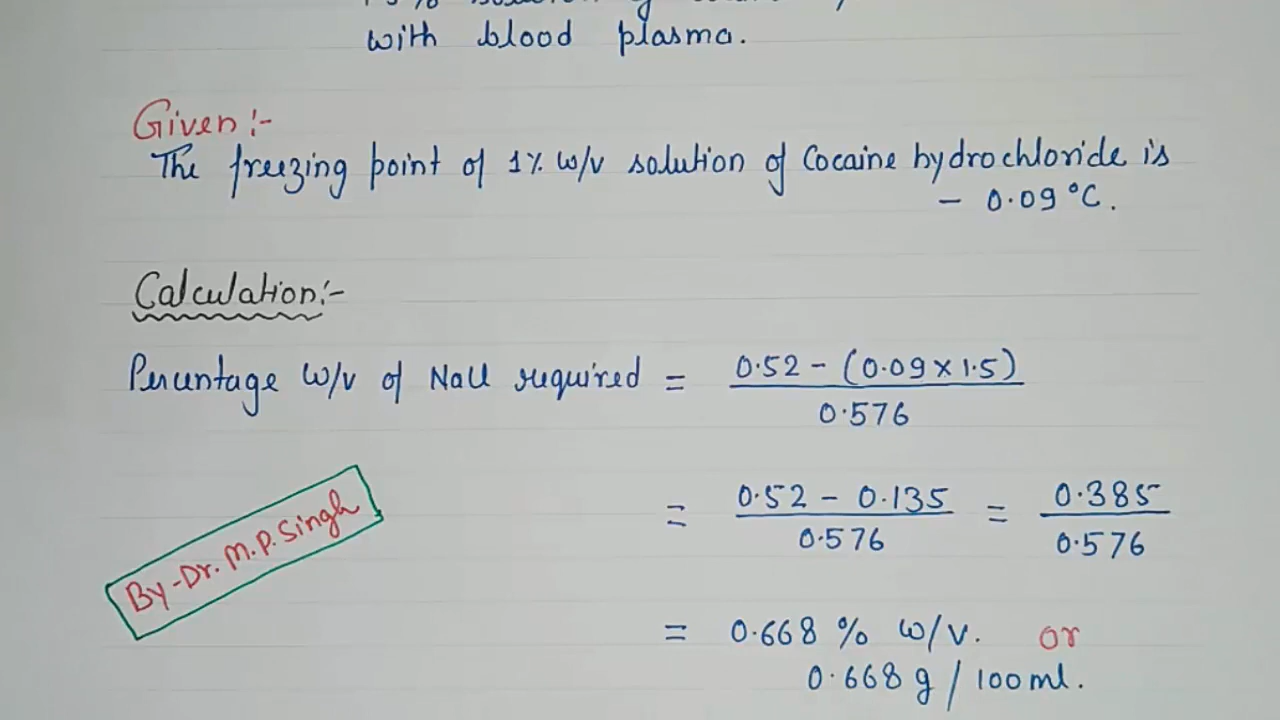 with blood plasma.
Given :-
The freezing point of 1% w/v solution of Cocaine hydrochloride is
- 0.09 °C.
Calculation:-
Percentage w/v of NaCl required = 0.52 - (0.09 x 1.5) / 0.576
= 0.52 - 0.135 / 0.576 = 0.385 / 0.576
= 0.668 % w/v. or
0.668 g / 100 ml.
By - Dr. M.P. Singh